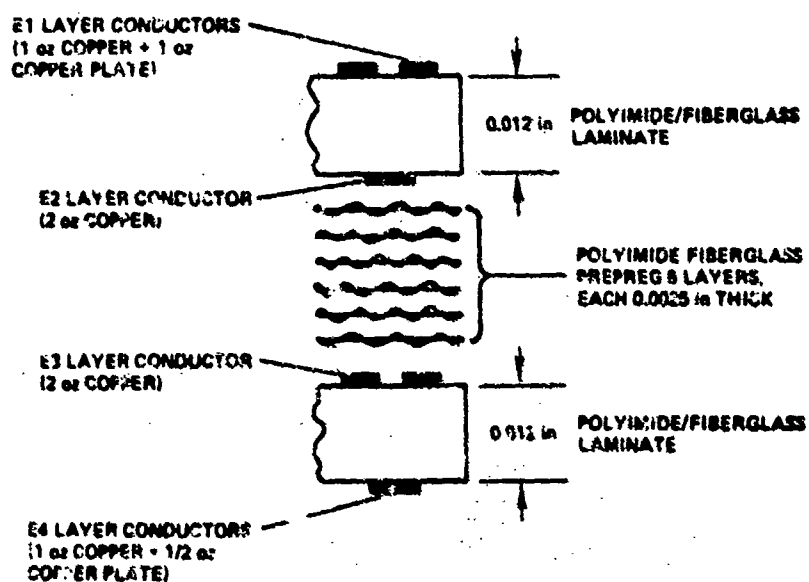 E1 LAYER CONDUCTORS
(1 oz COPPER + 1 oz
COPPER PLATE)
0.012 in
POLYIMIDE/FIBERGLASS
LAMINATE
E2 LAYER CONDUCTOR
(2 oz COPPER)
POLYIMIDE FIBERGLASS
PREPREG 6 LAYERS,
EACH 0.0025 in THICK
E3 LAYER CONDUCTOR
(2 oz COPPER)
0.012 in
POLYIMIDE/FIBERGLASS
LAMINATE
E4 LAYER CONDUCTORS
(1 oz COPPER + 1/2 oz
COPPER PLATE)